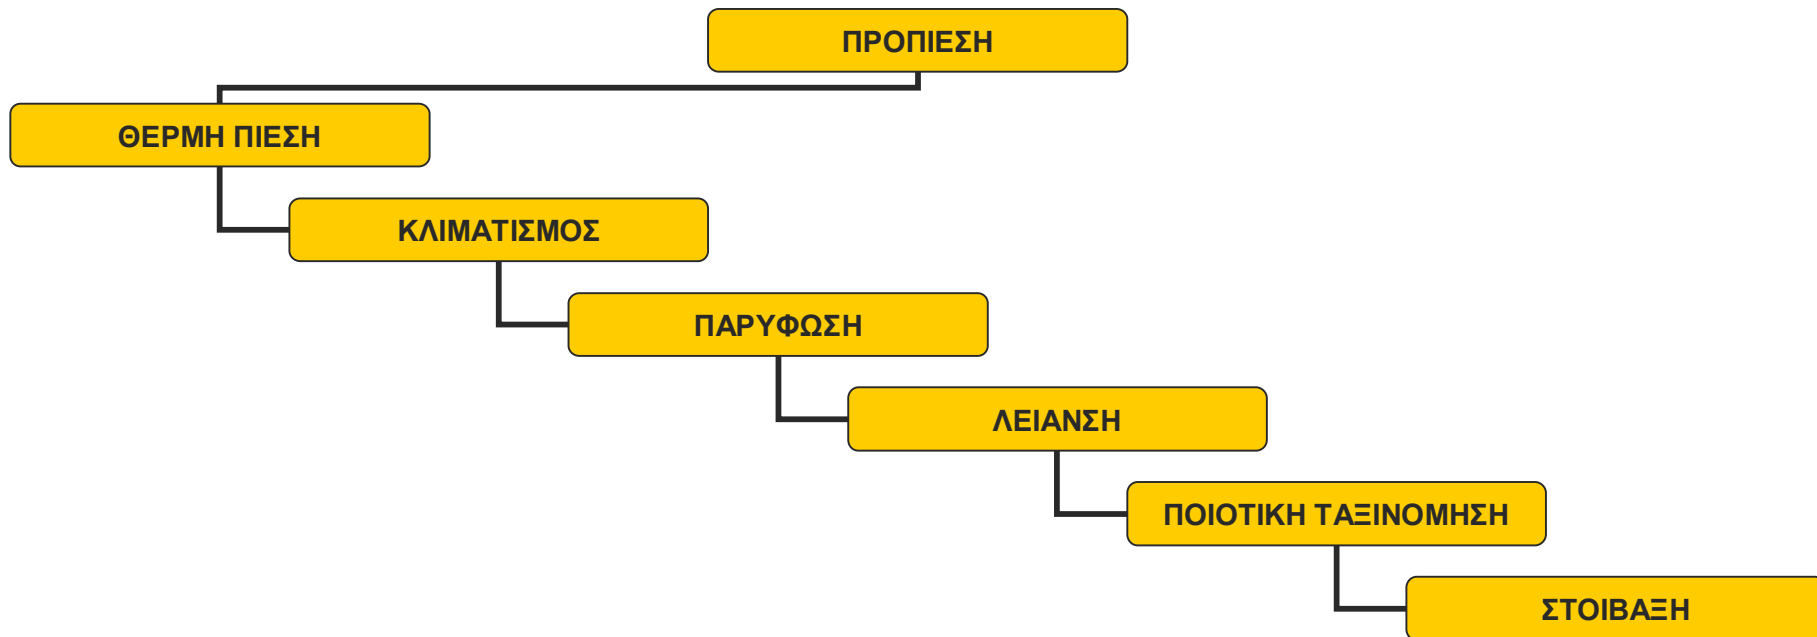 ΠΡΟΠΙΕΣΗ
ΘΕΡΜΗ ΠΙΕΣΗ
ΚΛΙΜΑΤΙΣΜΟΣ
ΠΑΡΥΦΩΣΗ
ΛΕΙΑΝΣΗ
ΠΟΙΟΤΙΚΗ ΤΑΞΙΝΟΜΗΣΗ
ΣΤΟΙΒΑΞΗ